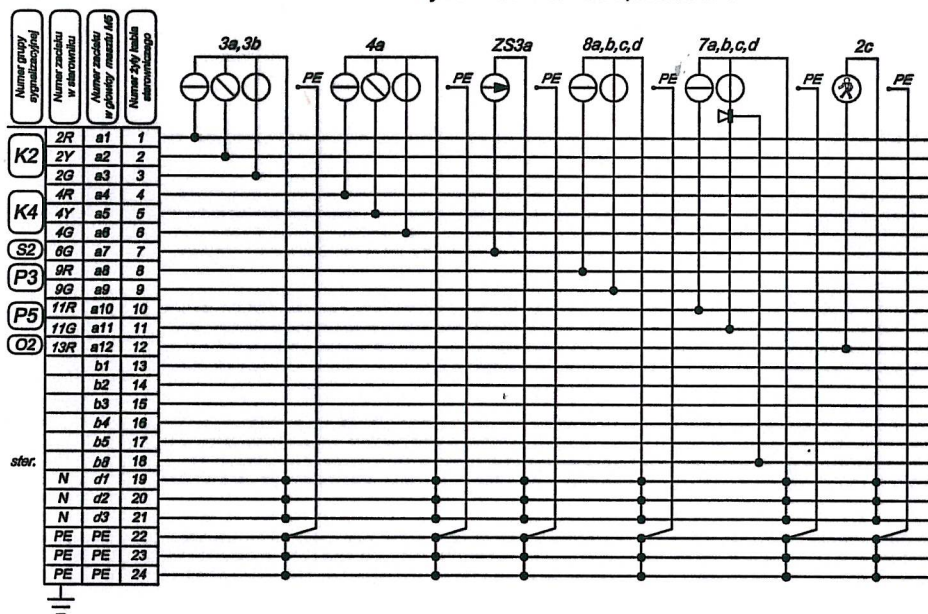 Numer grupy sygnalizacyjnej
Numer zacisku w sterowniku
Numer zacisku w głowicy masztu M5
Numer żyły kabla sterowniczego
3a,3b
PE
4a
PE
ZS3a
PE
8a,b,c,d
PE
7a,b,c,d
PE
2c
PE
K2
2R a1 1
2Y a2 2
2G a3 3
K4
4R a4 4
4Y a5 5
4G a6 6
S2 6G a7 7
P3
9R a8 8
9G a9 9
P5
11R a10 10
11G a11 11
O2 13R a12 12
b1 13
b2 14
b3 15
b4 16
b5 17
ster. b8 18
N d1 19
N d2 20
N d3 21
PE PE 22
PE PE 23
PE PE 24